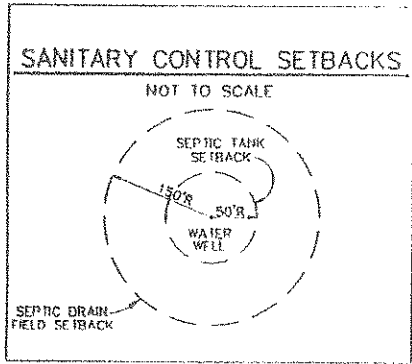 SANITARY CONTROL SETBACKS
NOT TO SCALE
SEPTIC TANK
SETBACK
150'R
50'R
WATER
WELL
SEPTIC DRAIN
FIELD SETBACK